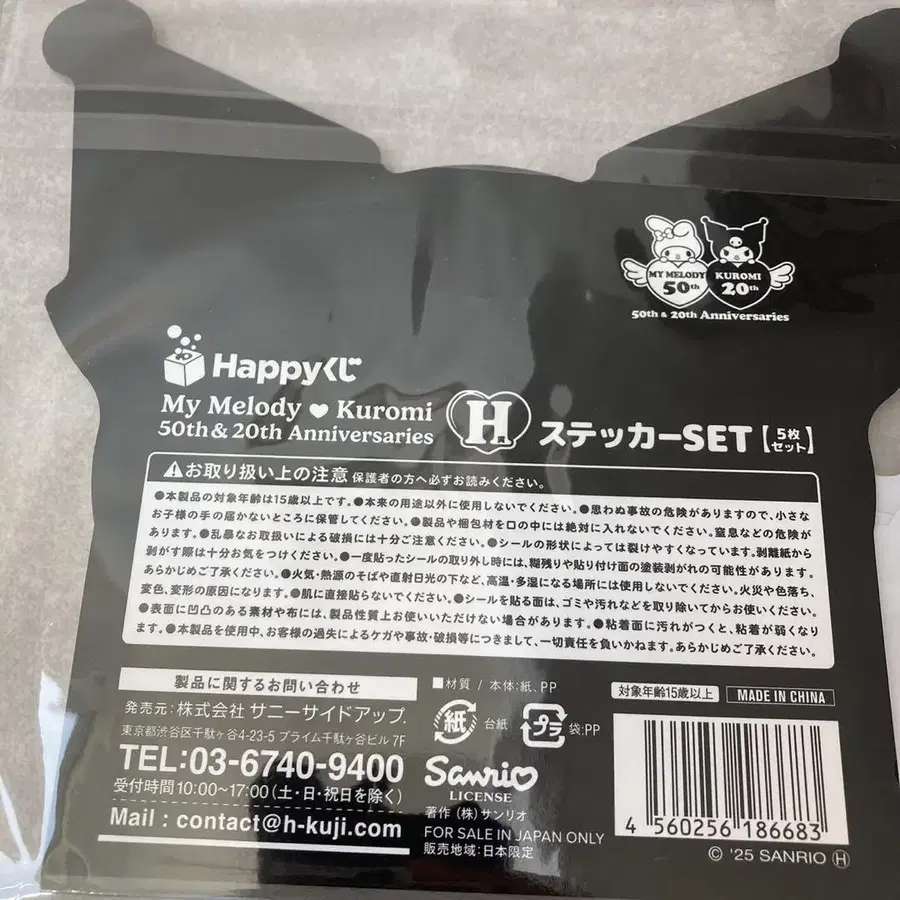 MY MELODY
50th
KUROMI
20th
50th & 20th Anniversaries
Happyくじ
My Melody ♥ Kuromi
50th & 20th Anniversaries
H賞
ステッカーSET【5枚セット】
⚠お取り扱い上の注意 保護者の方へ必ずお読みください。
●本製品の対象年齢は15歳以上です。●本来の用途以外に使用しないでください。●思わぬ事故の危険がありますので、小さな
お子様の手の届かないところに保管してください。●製品や梱包材を口の中には絶対に入れないでください。窒息などの危険が
あります。●乱暴なお取扱いによる破損には十分ご注意ください。●シールの形状によっては裂けやすくなっています。剥離紙から
剥がす際は十分お気をつけください。●一度貼ったシールの取り外し時には、糊残りや貼り付け面の塗装剥がれの可能性があります。
あらかじめご了承ください。●火気・熱源のそばや直射日光の下など、高温・多湿になる場所には使用しないでください。火災や色落ち、
変色、変形の原因になります。●肌に直接貼らないでください。●シールを貼る面は、ゴミや汚れなどを取り除いてからお使いください。
●表面に凹凸のある素材や布には、製品性質上お使いいただけない場合があります。●粘着面に汚れがつくと、粘着が弱くなり
ます。●本製品を使用中、お客様の過失によるケガや事故・破損等につきまして、一切責任を負いかねます。あらかじめご了承ください。
製品に関するお問い合わせ
発売元:株式会社 サニーサイドアップ.
東京都渋谷区千駄ヶ谷4-23-5 プライム千駄ヶ谷ビル 7F
TEL:03-6740-9400
受付時間10:00~17:00(土・日・祝日を除く)
Mail : contact@h-kuji.com
■材質 / 本体:紙、PP
紙 台紙 プラ 袋:PP
Sanrio
LICENSE
著作 (株)サンリオ
FOR SALE IN JAPAN ONLY
販売地域:日本限定
対象年齢15歳以上
MADE IN CHINA
4 560256 186683
© '25 SANRIO Ⓗ